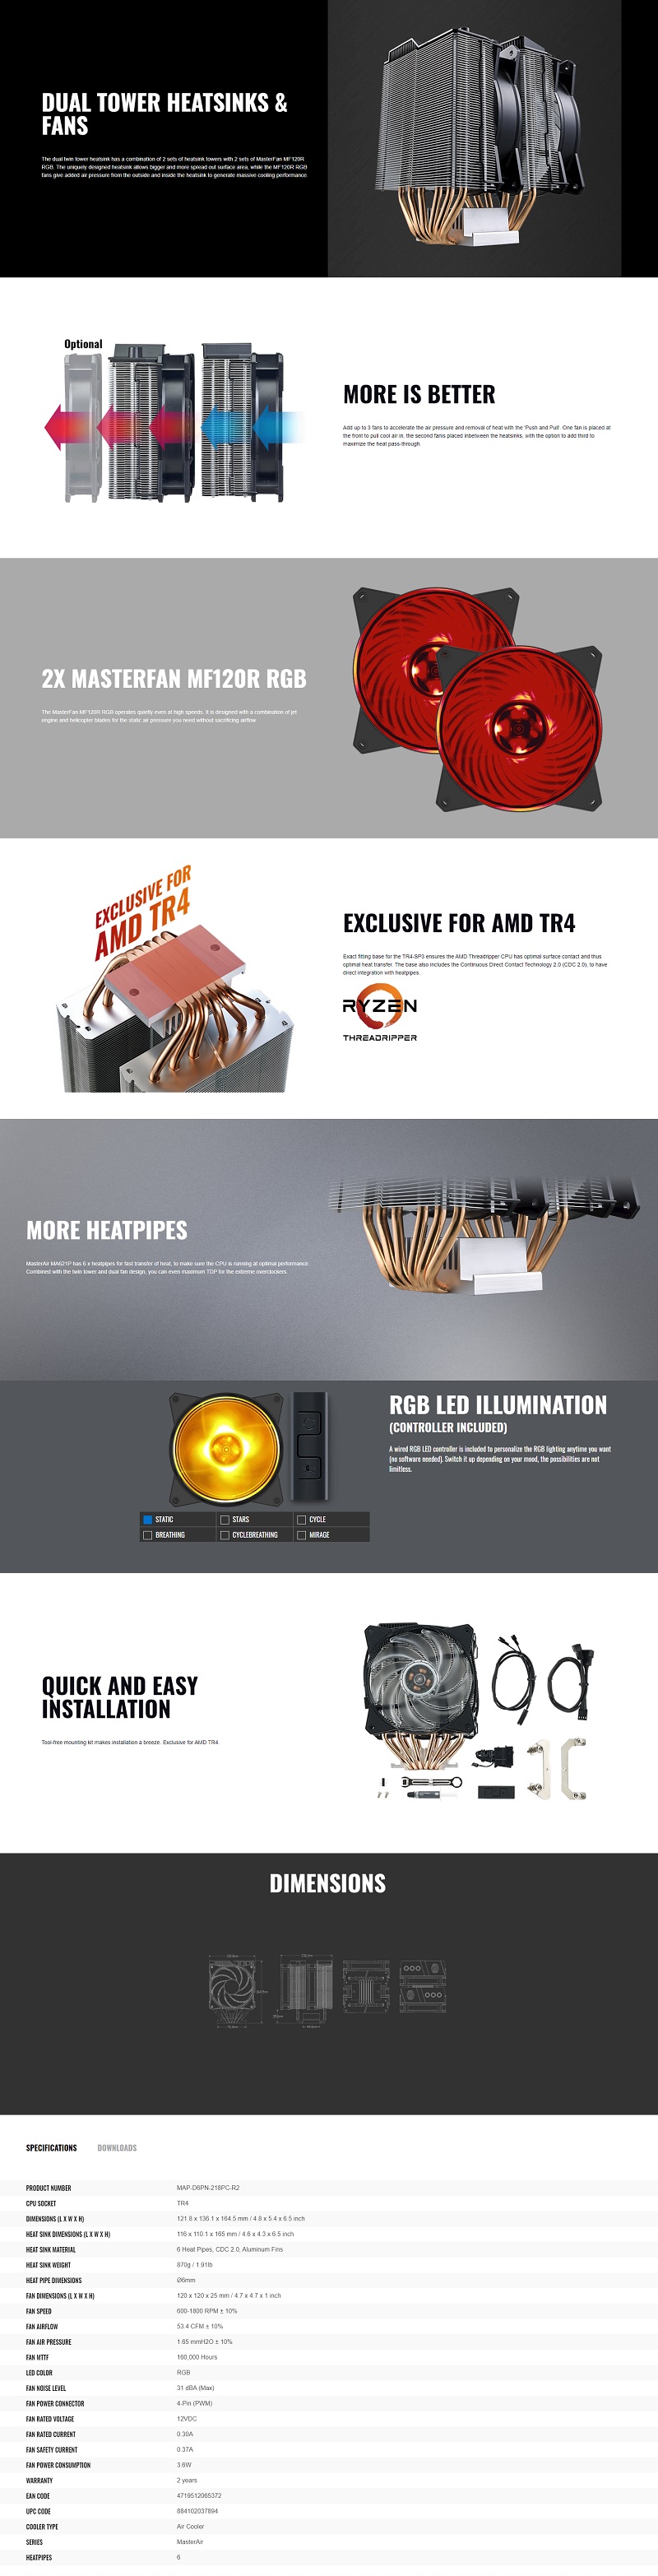 DUAL TOWER HEATSINKS &
FANS
The dual twin tower heatsink has a combination of 2 sets of heatsink towers with 2 sets of MasterFan MF120R
RGB. The uniquely designed heatsink allows bigger and more spread out surface area, while the MF120R RGB
fans give added air pressure from the outside and inside the heatsink to generate massive cooling performance.
Optional
MORE IS BETTER
Add up to 3 fans to accelerate the air pressure and removal of heat with the 'Push and Pull'. One fan is placed at
the front to pull cool air in, the second fans placed inbetween the heatsinks, with the option to add third to
maximize the heat pass-through.
2X MASTERFAN MF120R RGB
The MasterFan MF120R RGB operates quietly even at high speeds. It is designed with a combination of jet
engine and helicopter blades for the static air pressure you need without sacrificing airflow.
EXCLUSIVE FOR
AMD TR4
EXCLUSIVE FOR AMD TR4
Exact fitting base for the TR4-SP3 ensures the AMD Threadripper CPU has optimal surface contact and thus
optimal heat transfer. The base also includes the Continuous Direct Contact Technology 2.0 (CDC 2.0), to have
direct integration with heatpipes.
RYZEN
THREADRIPPER
MORE HEATPIPES
MasterAir MA621P has 6 x heatpipes for fast transfer of heat, to make sure the CPU is running at optimal performance.
Combined with the twin tower and dual fan design, you can even maximum TDP for the extreme overclockers.
RGB LED ILLUMINATION
(CONTROLLER INCLUDED)
A wired RGB LED controller is included to personalize the RGB lighting anytime you want
(no software needed). Switch it up depending on your mood, the possibilities are not
limitless.
STATIC STARS CYCLE
BREATHING CYCLEBREATHING MIRAGE
QUICK AND EASY
INSTALLATION
Tool-free mounting kit makes installation a breeze. Exclusive for AMD TR4.
DIMENSIONS
SPECIFICATIONS DOWNLOADS
PRODUCT NUMBER MAP-D6PN-218PC-R2
CPU SOCKET TR4
DIMENSIONS (L X W X H) 121.8 x 136.1 x 164.5 mm / 4.8 x 5.4 x 6.5 inch
HEAT SINK DIMENSIONS (L X W X H) 116 x 110.1 x 165 mm / 4.6 x 4.3 x 6.5 inch
HEAT SINK MATERIAL 6 Heat Pipes, CDC 2.0, Aluminum Fins
HEAT SINK WEIGHT 870g / 1.91lb
HEAT PIPE DIMENSIONS Ø6mm
FAN DIMENSIONS (L X W X H) 120 x 120 x 25 mm / 4.7 x 4.7 x 1 inch
FAN SPEED 600-1800 RPM ± 10%
FAN AIRFLOW 53.4 CFM ± 10%
FAN AIR PRESSURE 1.65 mmH2O ± 10%
FAN MTTF 160,000 Hours
LED COLOR RGB
FAN NOISE LEVEL 31 dBA (Max)
FAN POWER CONNECTOR 4-Pin (PWM)
FAN RATED VOLTAGE 12VDC
FAN RATED CURRENT 0.30A
FAN SAFETY CURRENT 0.37A
FAN POWER CONSUMPTION 3.6W
WARRANTY 2 years
EAN CODE 4719512065372
UPC CODE 884102037894
COOLER TYPE Air Cooler
SERIES MasterAir
HEATPIPES 6